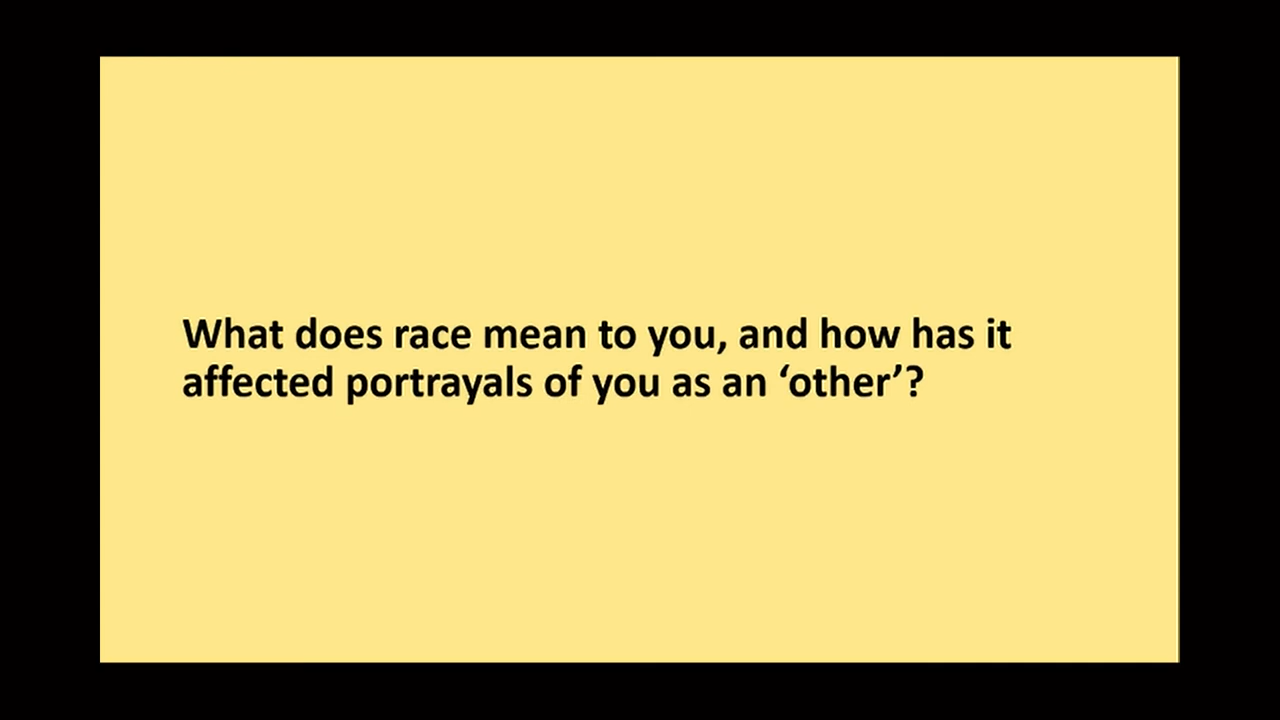 What does race mean to you, and how has it
affected portrayals of you as an ‘other’?